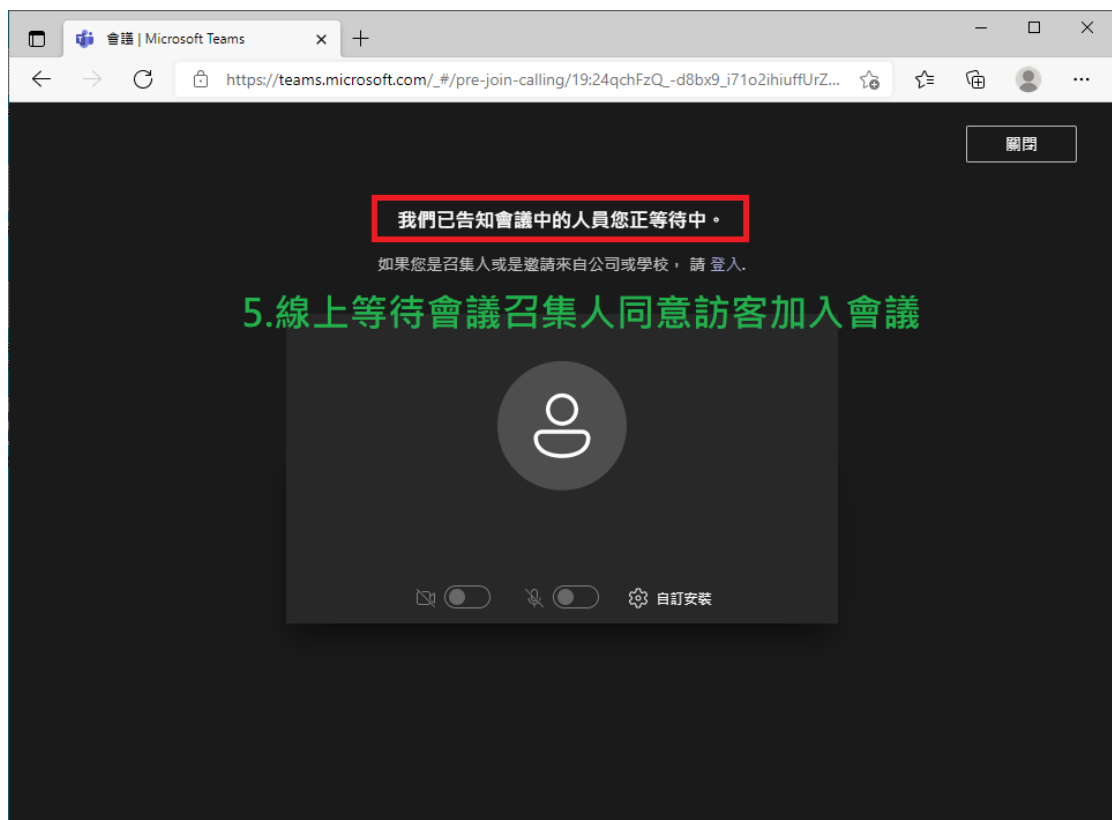 會議 | Microsoft Teams
https://teams.microsoft.com/_#/pre-join-calling/19:24qchFzQ_-d8bx9_i71o2ihiuffUrZ...
關閉
我們已告知會議中的人員您正等待中。
如果您是召集人或是邀請來自公司或學校，請 登入.
5.線上等待會議召集人同意訪客加入會議
自訂安裝